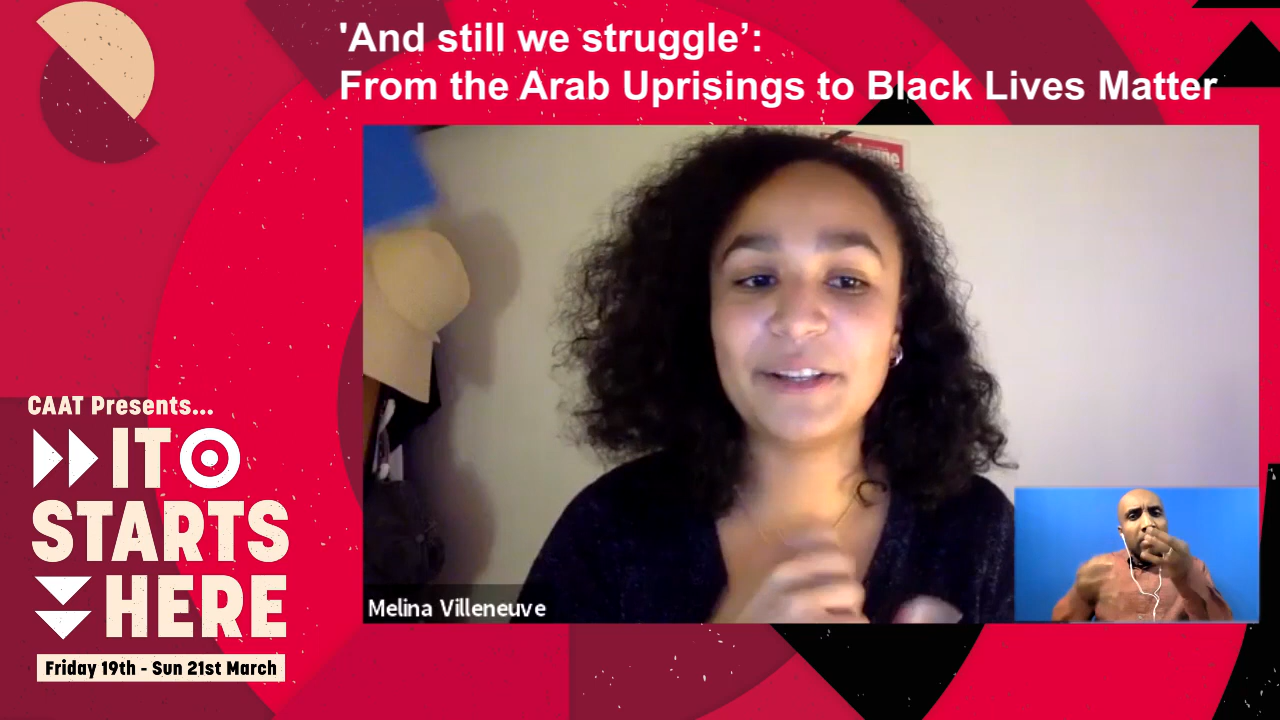 'And still we struggle’:
From the Arab Uprisings to Black Lives Matter
CAAT Presents...
IT
STARTS
HERE
Friday 19th - Sun 21st March
Melina Villeneuve